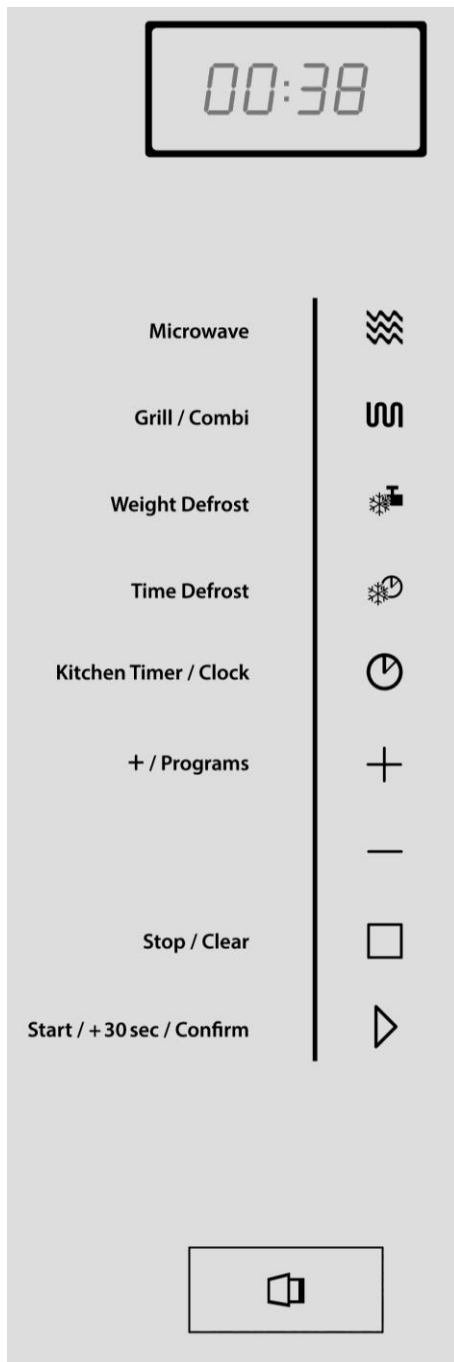 00:38
Microwave
Grill / Combi
Weight Defrost
Time Defrost
Kitchen Timer / Clock
+ / Programs
Stop / Clear
Start / + 30 sec / Confirm